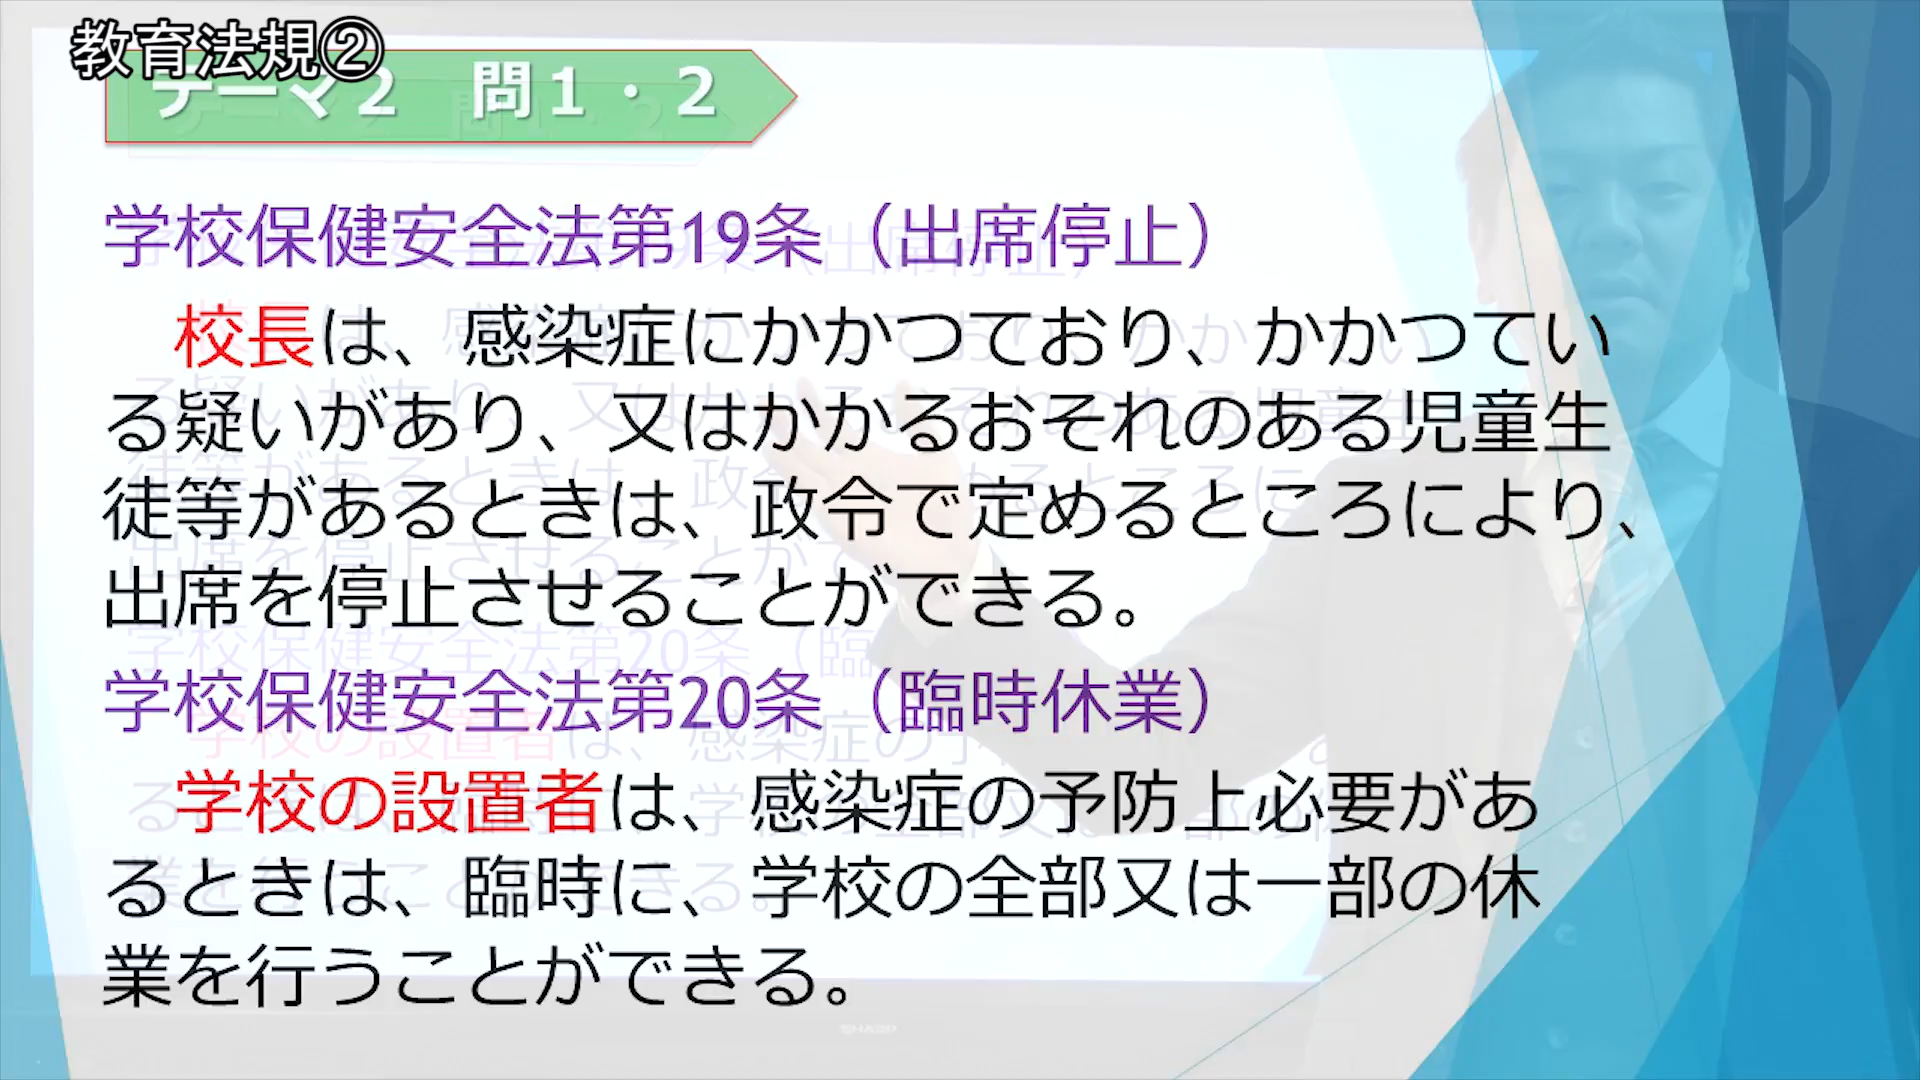 教育法規②
テーマ２　問１・２
学校保健安全法第19条（出席停止）
校長は、感染症にかかつており、かかつてい
る疑いがあり、又はかかるおそれのある児童生
徒等があるときは、政令で定めるところにより、
出席を停止させることができる。
学校保健安全法第20条（臨時休業）
学校の設置者は、感染症の予防上必要があ
るときは、臨時に、学校の全部又は一部の休
業を行うことができる。
SHARP